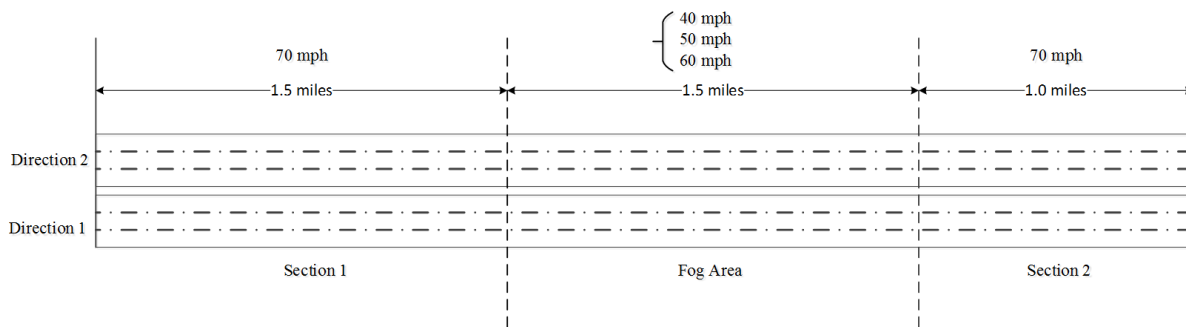 40 mph
50 mph
60 mph
70 mph
70 mph
1.5 miles
1.5 miles
1.0 miles
Direction 2
Direction 1
Section 1
Fog Area
Section 2